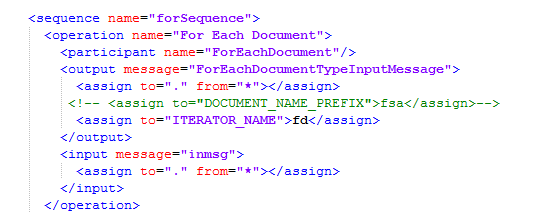 <sequence name="forSequence">
<operation name="For Each Document">
<participant name="ForEachDocument"/>
<output message="ForEachDocumentTypeInputMessage">
<assign to="." from="*"></assign>
<!-- <assign to="DOCUMENT_NAME_PREFIX">fsa</assign>-->
<assign to="ITERATOR_NAME">fd</assign>
</output>
<input message="inmsg">
<assign to="." from="*"></assign>
</input>
</operation>